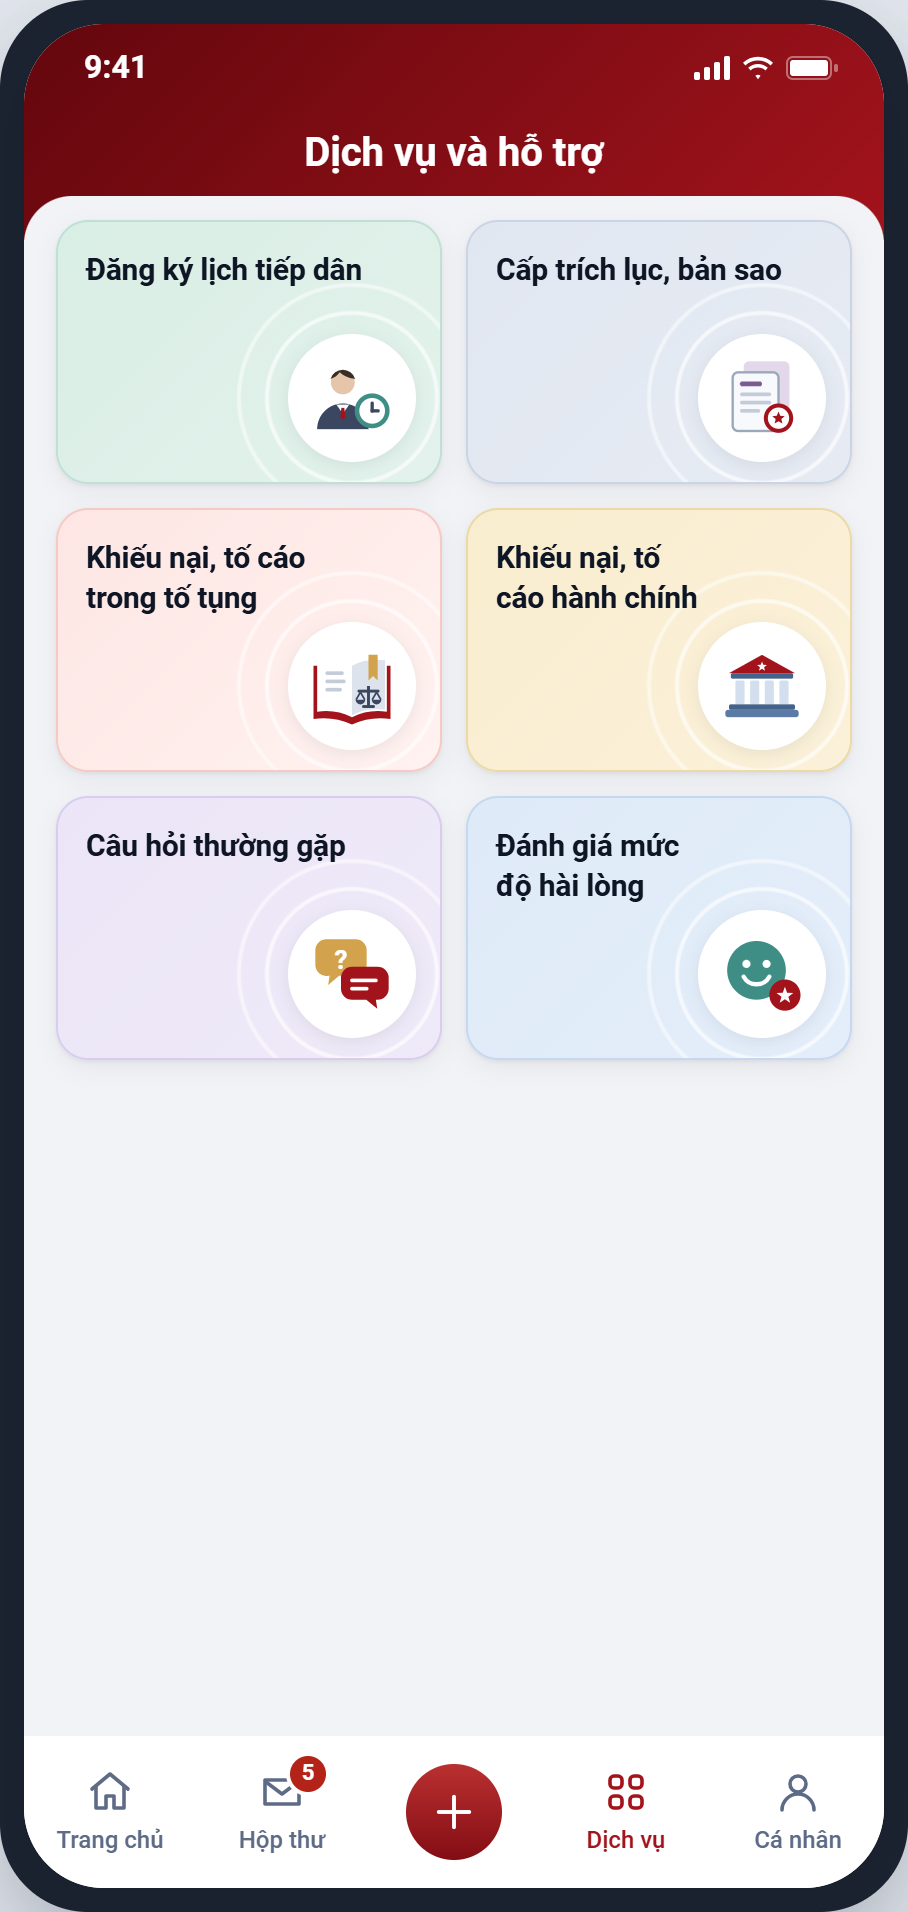 9:41
Dịch vụ và hỗ trợ
Đăng ký lịch tiếp dân
Cấp trích lục, bản sao
Khiếu nại, tố cáo
trong tố tụng
Khiếu nại, tố
cáo hành chính
Câu hỏi thường gặp
?
Đánh giá mức
độ hài lòng
5
Trang chủ
Hộp thư
Dịch vụ
Cá nhân